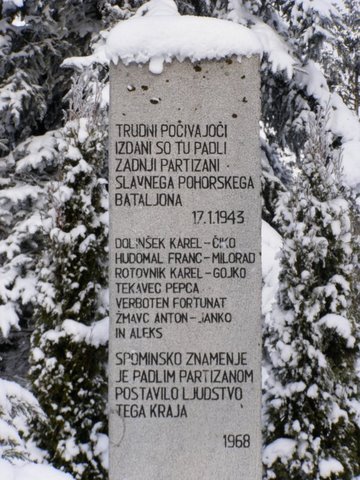 TRUDNI POČIVAJOČI
IZDANI SO TU PADLI
ZADNJI PARTIZANI
SLAVNEGA POHORSKEGA
BATALJONA
17.1.1943
DOLINŠEK KAREL-ČIKO
HUDOMAL FRANC-MILORAD
ROTOVNIK KAREL-GOJKO
TEKAVEC PEPCA
VERBOTEN FORTUNAT
ŽMAVC ANTON-JANKO
IN ALEKS
SPOMINSKO ZNAMENJE
JE PADLIM PARTIZANOM
POSTAVILO LJUDSTVO
TEGA KRAJA
1968